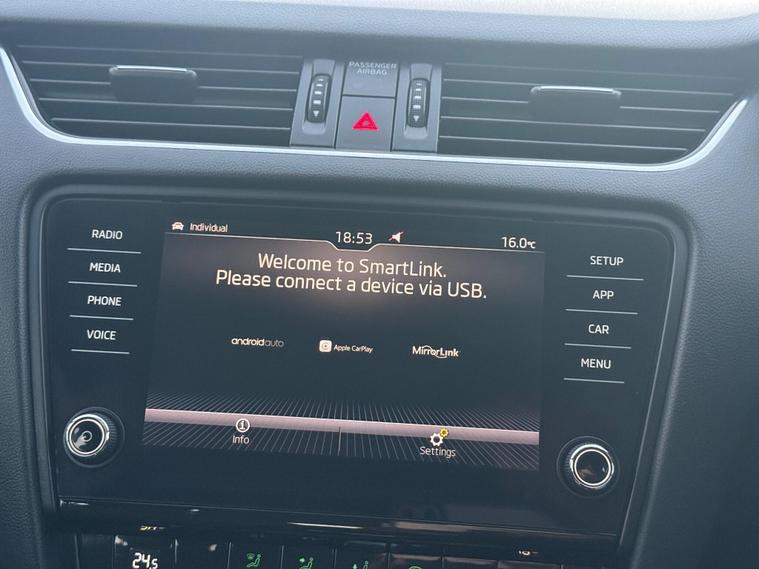 PASSENGER
AIRBAG
RADIO
MEDIA
PHONE
VOICE
Individual
18:53
16.0°C
Welcome to SmartLink.
Please connect a device via USB.
androidauto
Apple CarPlay
MirrorLink
Info
Settings
SETUP
APP
CAR
MENU
24.5